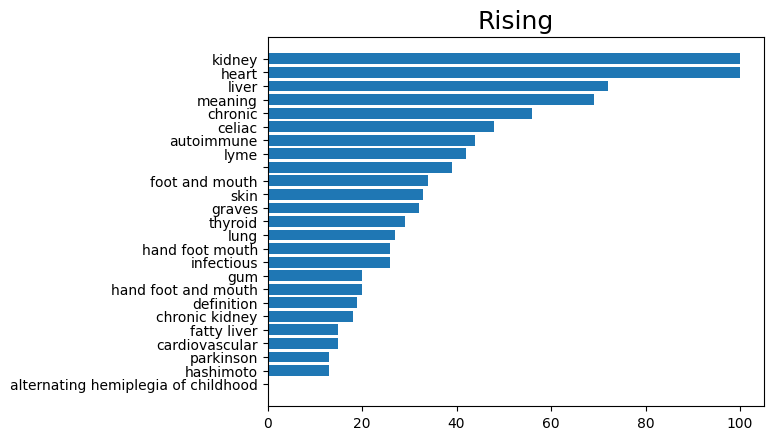 Rising
kidney
heart
liver
meaning
chronic
celiac
autoimmune
lyme
foot and mouth
skin
graves
thyroid
lung
hand foot mouth
infectious
gum
hand foot and mouth
definition
chronic kidney
fatty liver
cardiovascular
parkinson
hashimoto
alternating hemiplegia of childhood
0 20 40 60 80 100